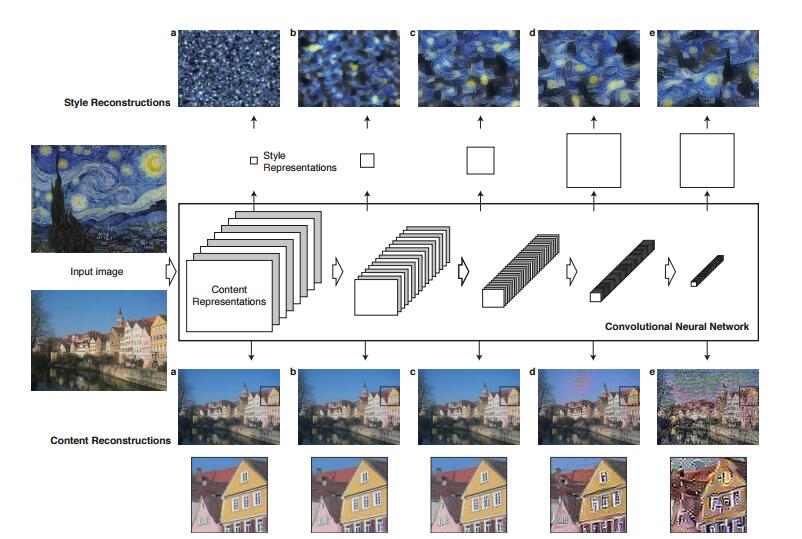 a
b
c
d
e
Style Reconstructions
Style
Representations
Input image
Content
Representations
Convolutional Neural Network
a
b
c
d
e
Content Reconstructions